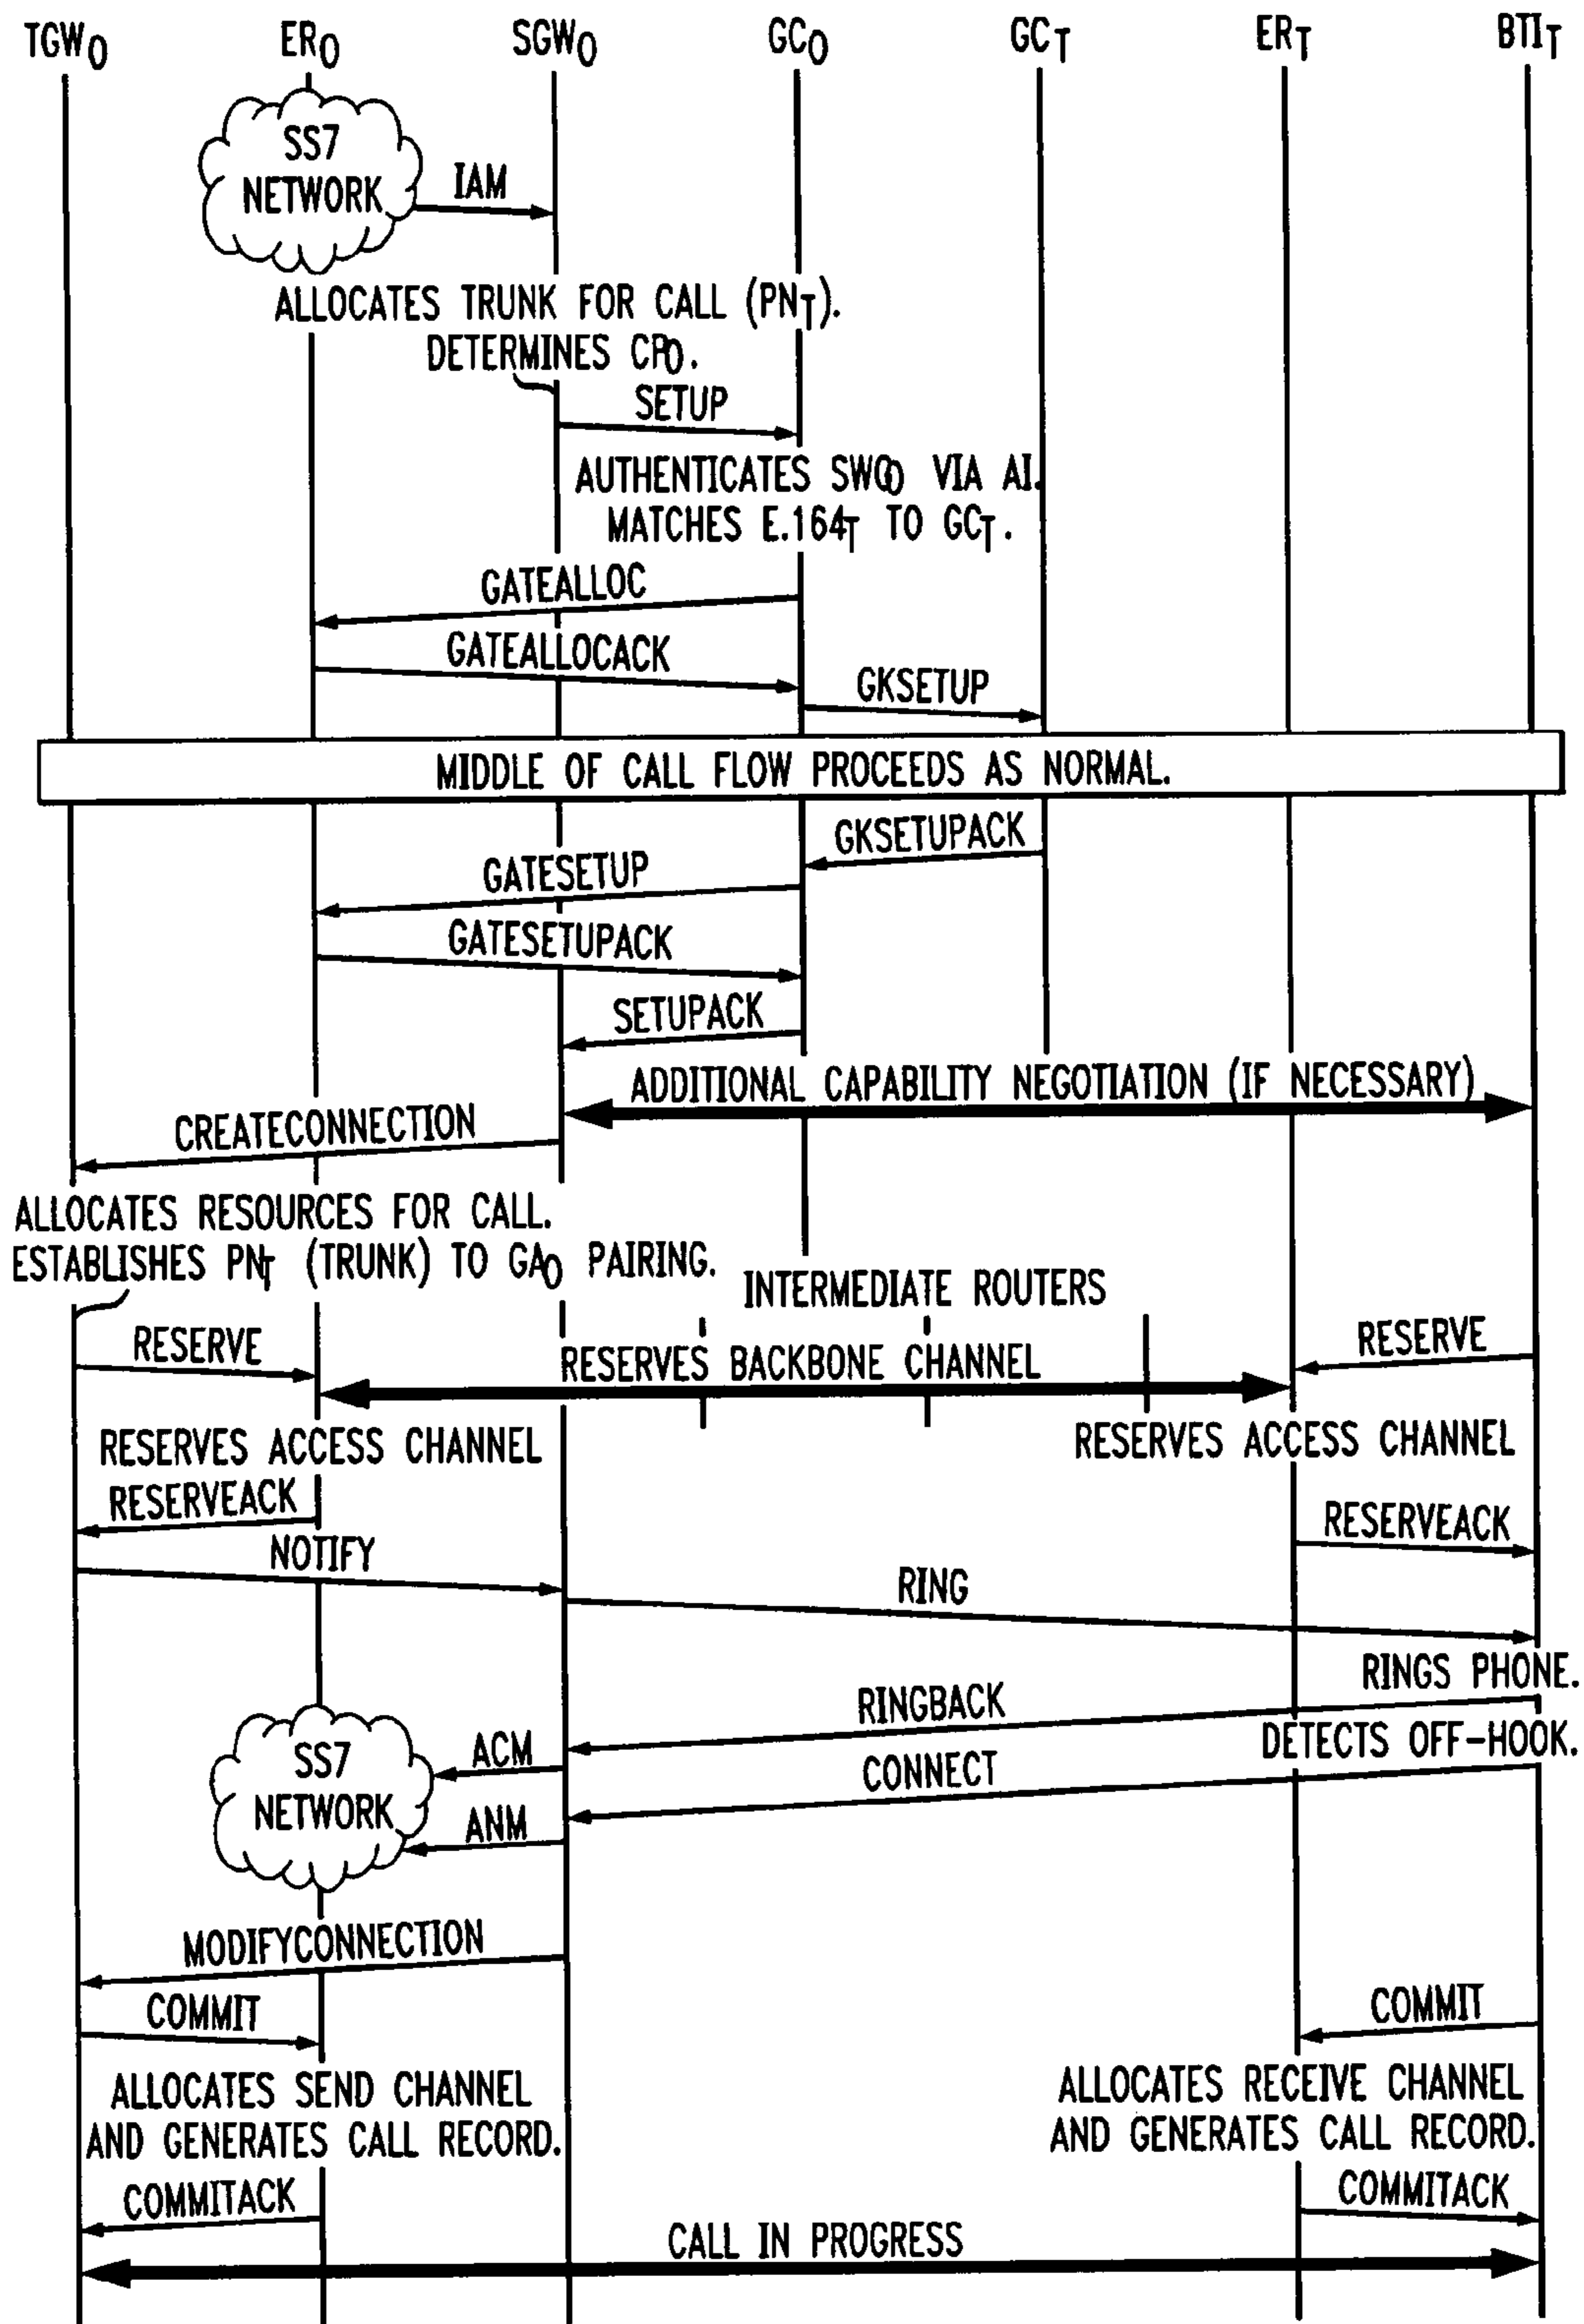 TGWO ERO SGWO GCO GCT ERT BTIT
SS7
NETWORK
IAM
ALLOCATES TRUNK FOR CALL (PNT).
DETERMINES CPO.
SETUP
AUTHENTICATES SWGO VIA AI.
MATCHES E.164T TO GCT.
GATEALLOC
GATEALLOCACK
GKSETUP
MIDDLE OF CALL FLOW PROCEEDS AS NORMAL.
GKSETUPACK
GATESETUP
GATESETUPACK
SETUPACK
ADDITIONAL CAPABILITY NEGOTIATION (IF NECESSARY)
CREATECONNECTION
ALLOCATES RESOURCES FOR CALL.
ESTABLISHES PNT (TRUNK) TO GAO PAIRING.
INTERMEDIATE ROUTERS
RESERVE
RESERVES BACKBONE CHANNEL
RESERVE
RESERVES ACCESS CHANNEL
RESERVES ACCESS CHANNEL
RESERVEACK
RESERVEACK
NOTIFY
RING
RINGS PHONE.
RINGBACK
DETECTS OFF-HOOK.
SS7
NETWORK
ACM
CONNECT
ANM
MODIFYCONNECTION
COMMIT
COMMIT
ALLOCATES SEND CHANNEL
AND GENERATES CALL RECORD.
ALLOCATES RECEIVE CHANNEL
AND GENERATES CALL RECORD.
COMMITACK
COMMITACK
CALL IN PROGRESS